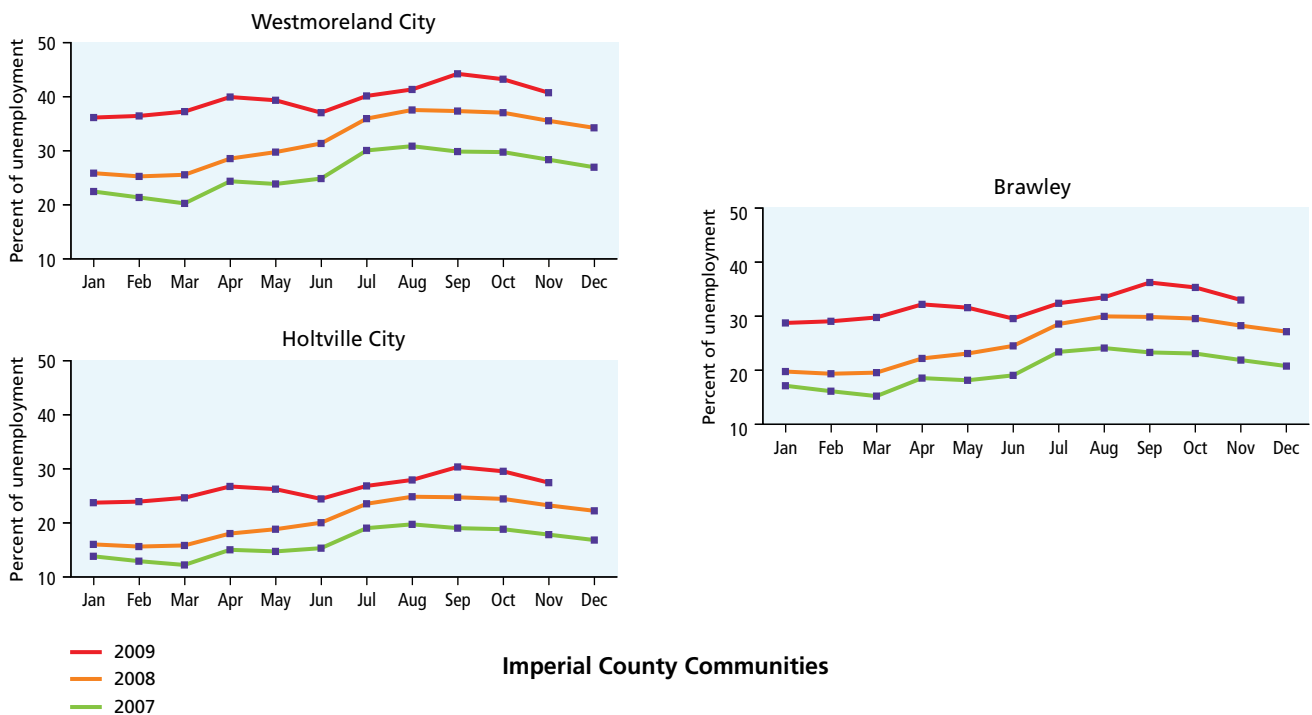 Westmoreland City
Percent of unemployment
50
40
30
20
10
Jan Feb Mar Apr May Jun Jul Aug Sep Oct Nov Dec
Holtville City
Percent of unemployment
50
40
30
20
10
Jan Feb Mar Apr May Jun Jul Aug Sep Oct Nov Dec
Brawley
Percent of unemployment
50
40
30
20
10
Jan Feb Mar Apr May Jun Jul Aug Sep Oct Nov Dec
2009
2008
2007
Imperial County Communities